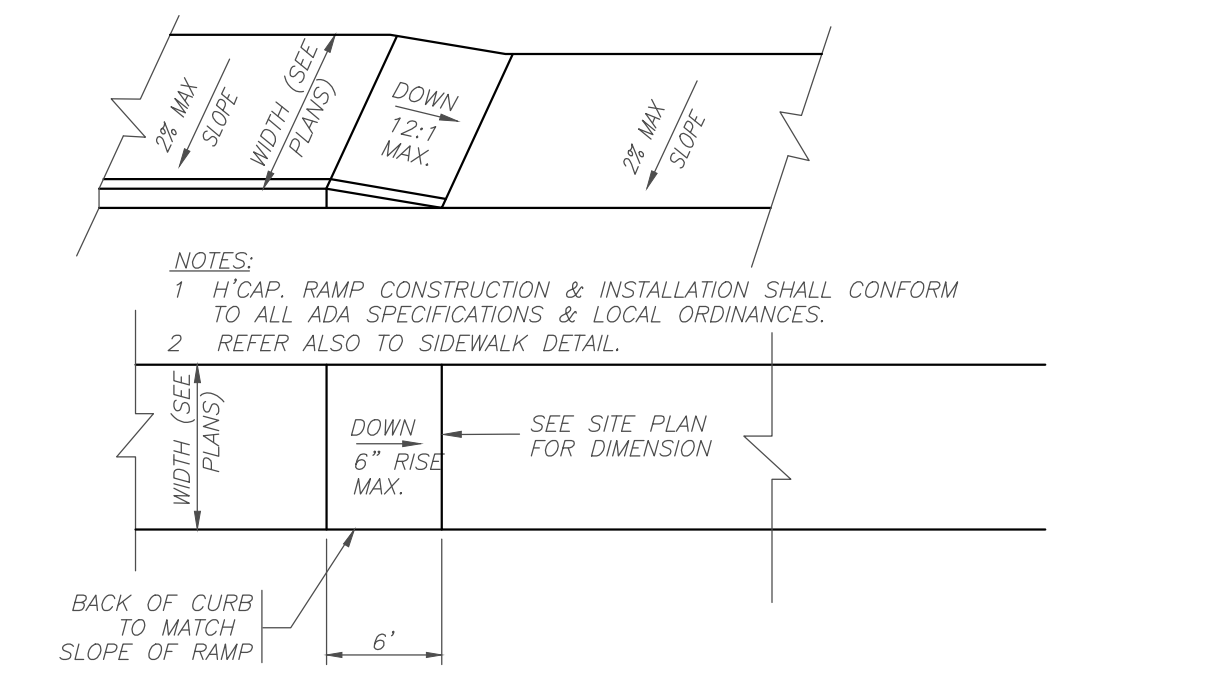 2% MAX
SLOPE
WIDTH (SEE
PLANS)
DOWN
12:1
MAX.
2% MAX
SLOPE
NOTES:
1 H'CAP. RAMP CONSTRUCTION & INSTALLATION SHALL CONFORM
TO ALL ADA SPECIFICATIONS & LOCAL ORDINANCES.
2 REFER ALSO TO SIDEWALK DETAIL.
WIDTH (SEE
PLANS)
DOWN
6" RISE
MAX.
SEE SITE PLAN
FOR DIMENSION
BACK OF CURB
TO MATCH
SLOPE OF RAMP
6'